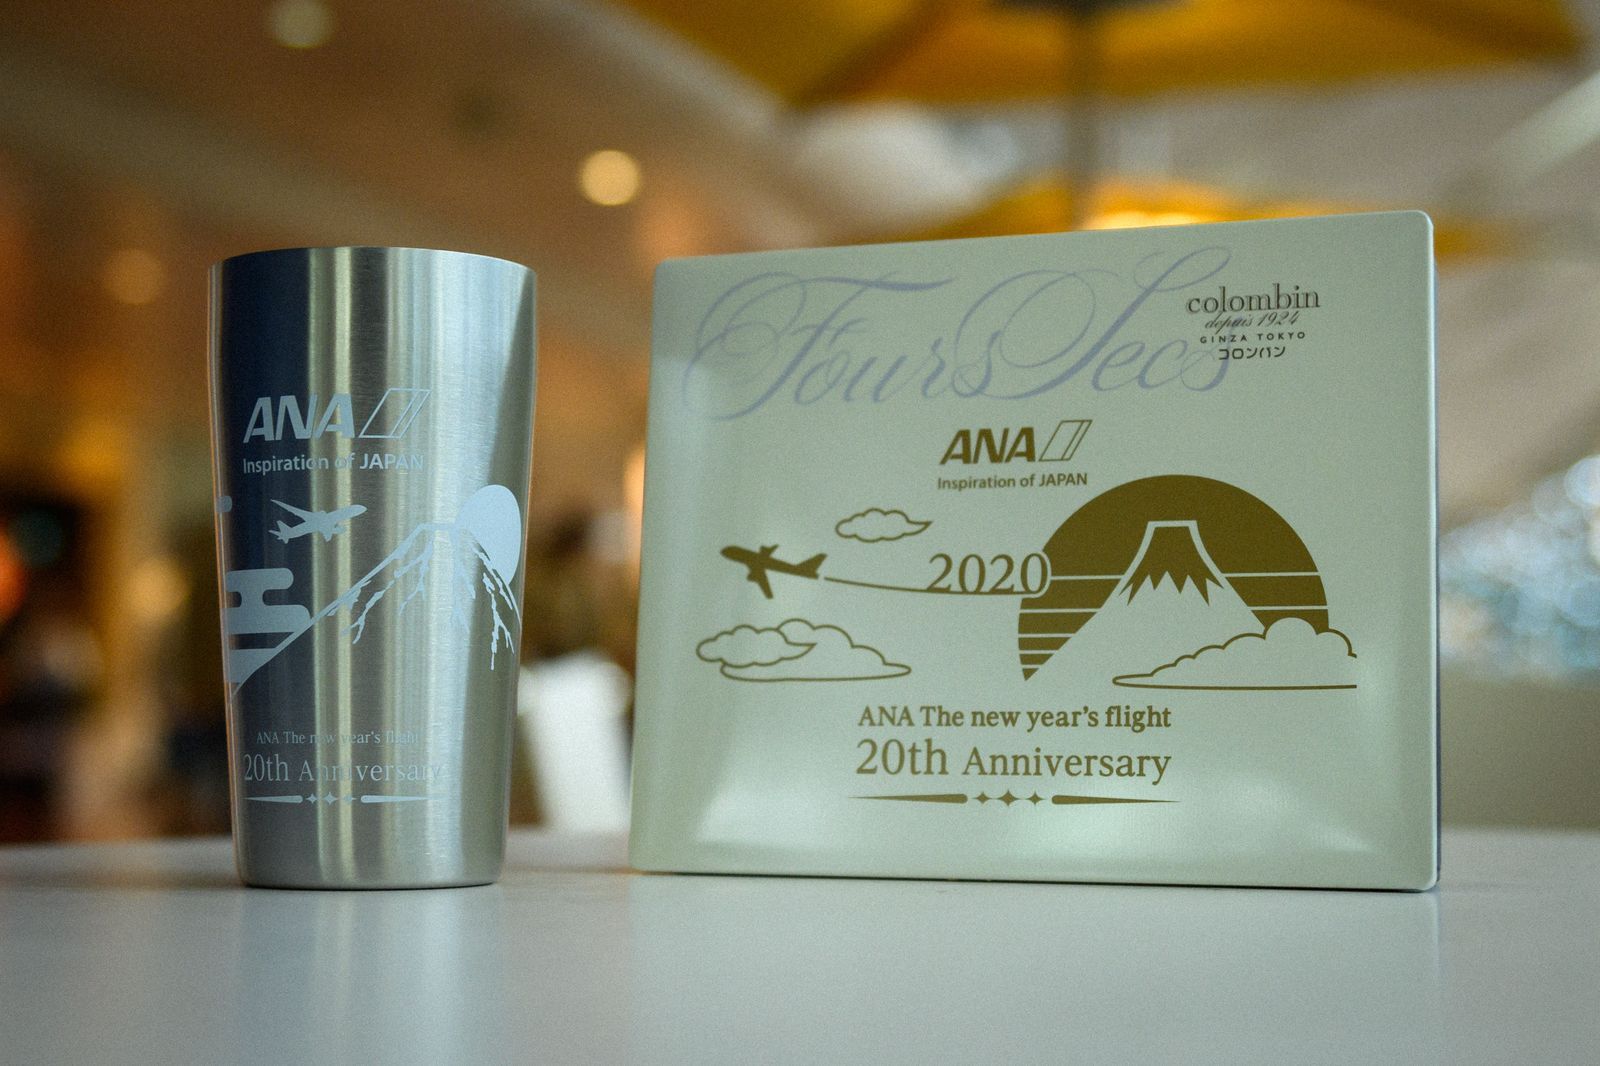 ANA
Inspiration of JAPAN
ANA The new year's flight
20th Anniversary
Fours Secs
colombin
depuis 1924
GINZA TOKYO
コロンバン
ANA
Inspiration of JAPAN
2020
ANA The new year's flight
20th Anniversary